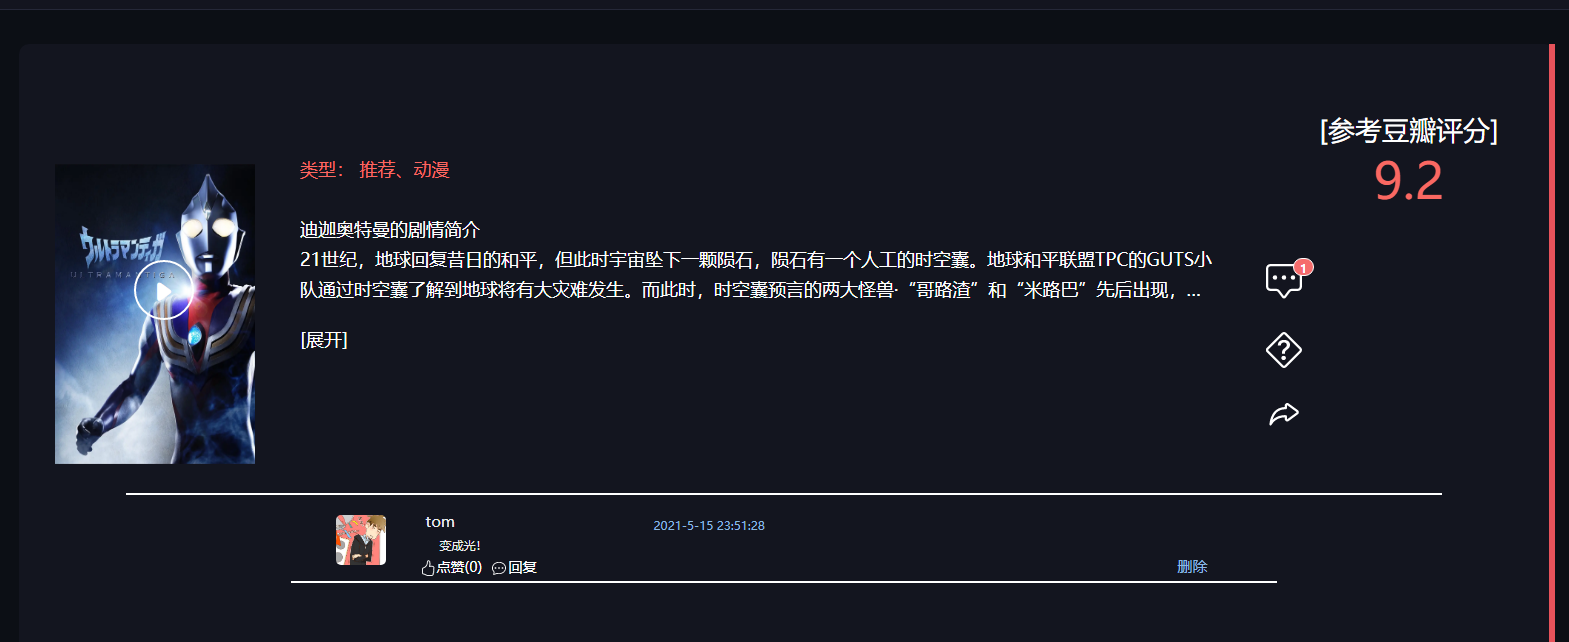 [参考豆瓣评分]
9.2
类型： 推荐、动漫
ウルトラマンティガ
ULTRAMAN TIGA
迪迦奥特曼的剧情简介
21世纪，地球回复昔日的和平，但此时宇宙坠下一颗陨石，陨石有一个人工的时空囊。地球和平联盟TPC的GUTS小
队通过时空囊了解到地球将有大灾难发生。而此时，时空囊预言的两大怪兽·“哥路渣”和“米路巴”先后出现，...
[展开]
1
tom
2021-5-15 23:51:28
变成光!
点赞(0) 回复
删除